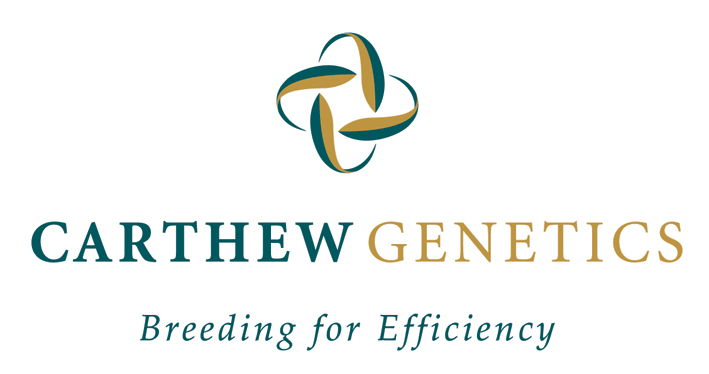 CARTHEW GENETICS
Breeding for Efficiency